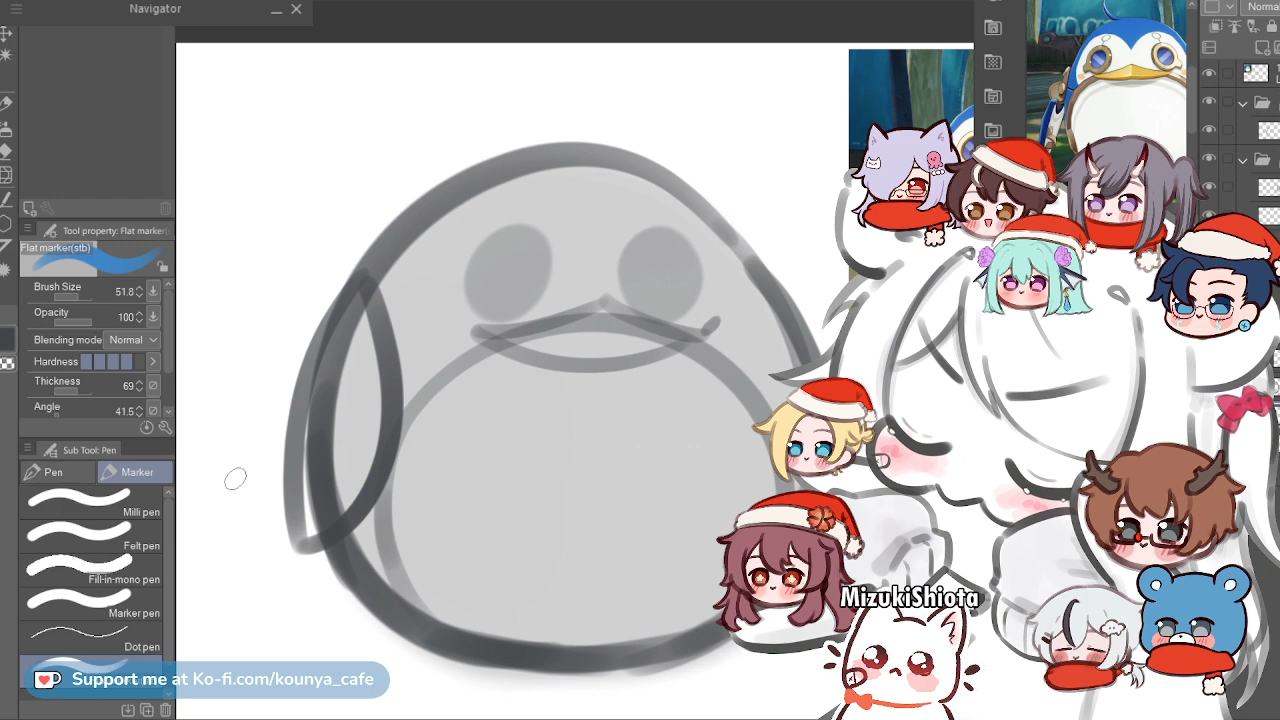 Navigator
Norma
Tool property: Flat marker(
Flat marker(stb)
Brush Size 51.8
Opacity 100
Blending mode Normal
Hardness
Thickness 69
Angle 41.5
Sub Tool: Pen
Pen Marker
Milli pen
Felt pen
Fill-in-mono pen
Marker pen
Dot pen
MizukiShiota
Support me at Ko-fi.com/kounya_cafe